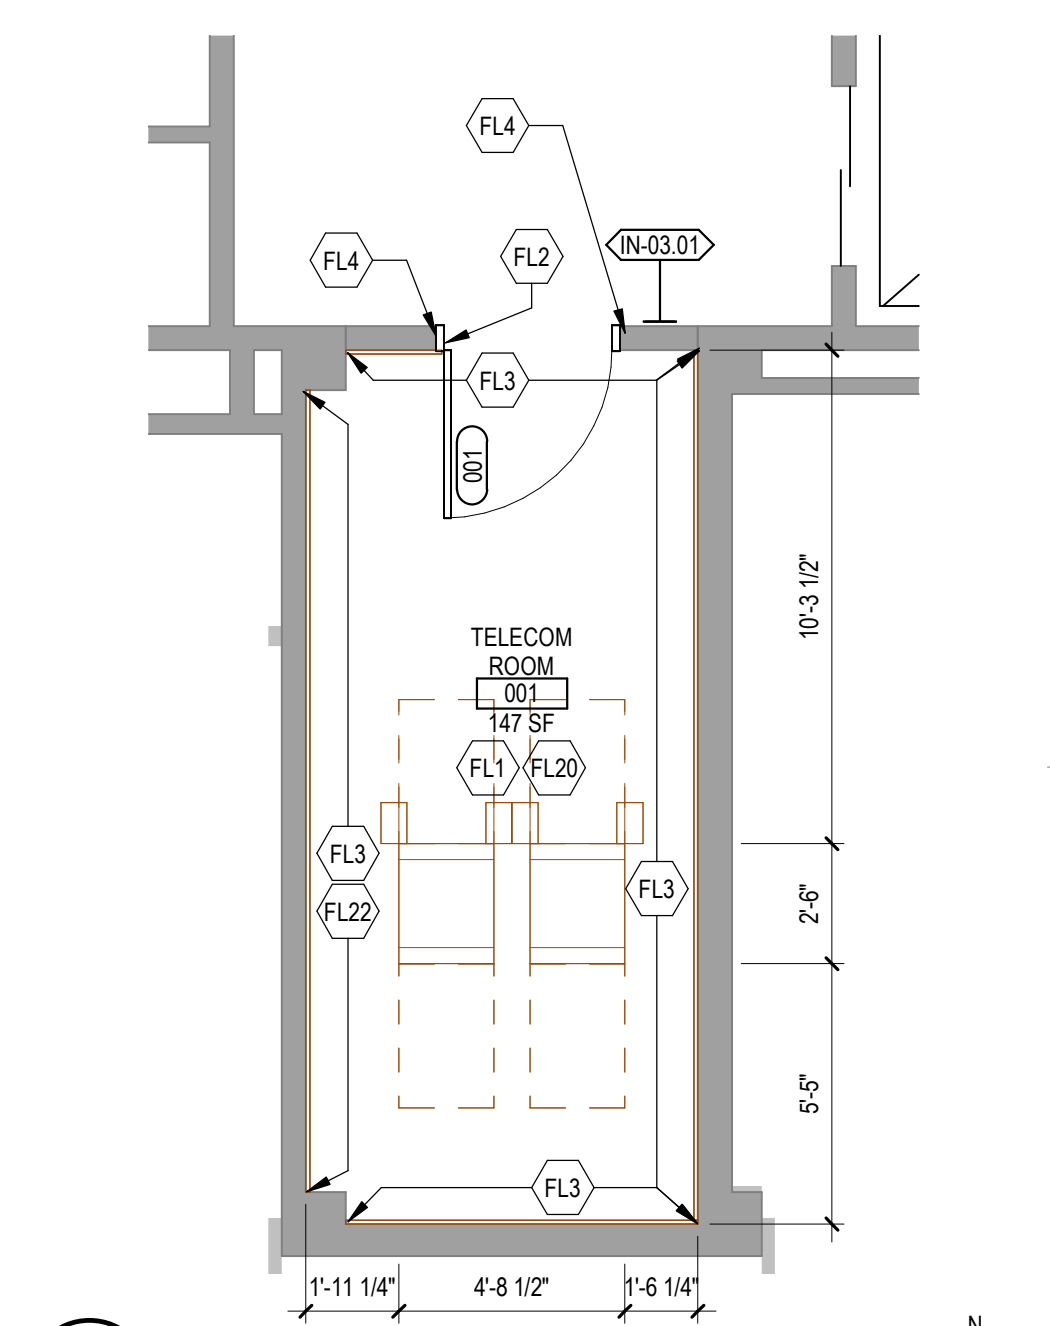 FL4
FL4
FL2
IN-03.01
FL3
001
10'-3 1/2"
TELECOM
ROOM
001
147 SF
FL1
FL20
FL3
FL22
FL3
2'-6"
5'-5"
FL3
1'-11 1/4"
4'-8 1/2"
1'-6 1/4"
N